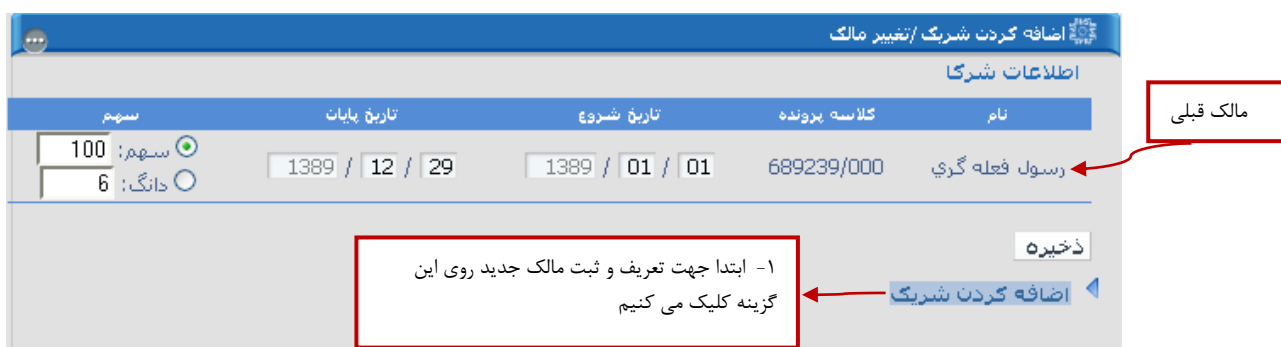 اضافه کردن شریک /تغییر مالک
اطلاعات شرکا
نام کلاسه پرونده تاریخ شروع تاریخ پایان سهم
رسول فعله گري 689239/000 01 / 01 / 1389 29 / 12 / 1389 سهم: 100
دانگ: 6
مالک قبلی
ذخیره
اضافه کردن شریک
۱- ابتدا جهت تعریف و ثبت مالک جدید روی این
گزینه کلیک می کنیم